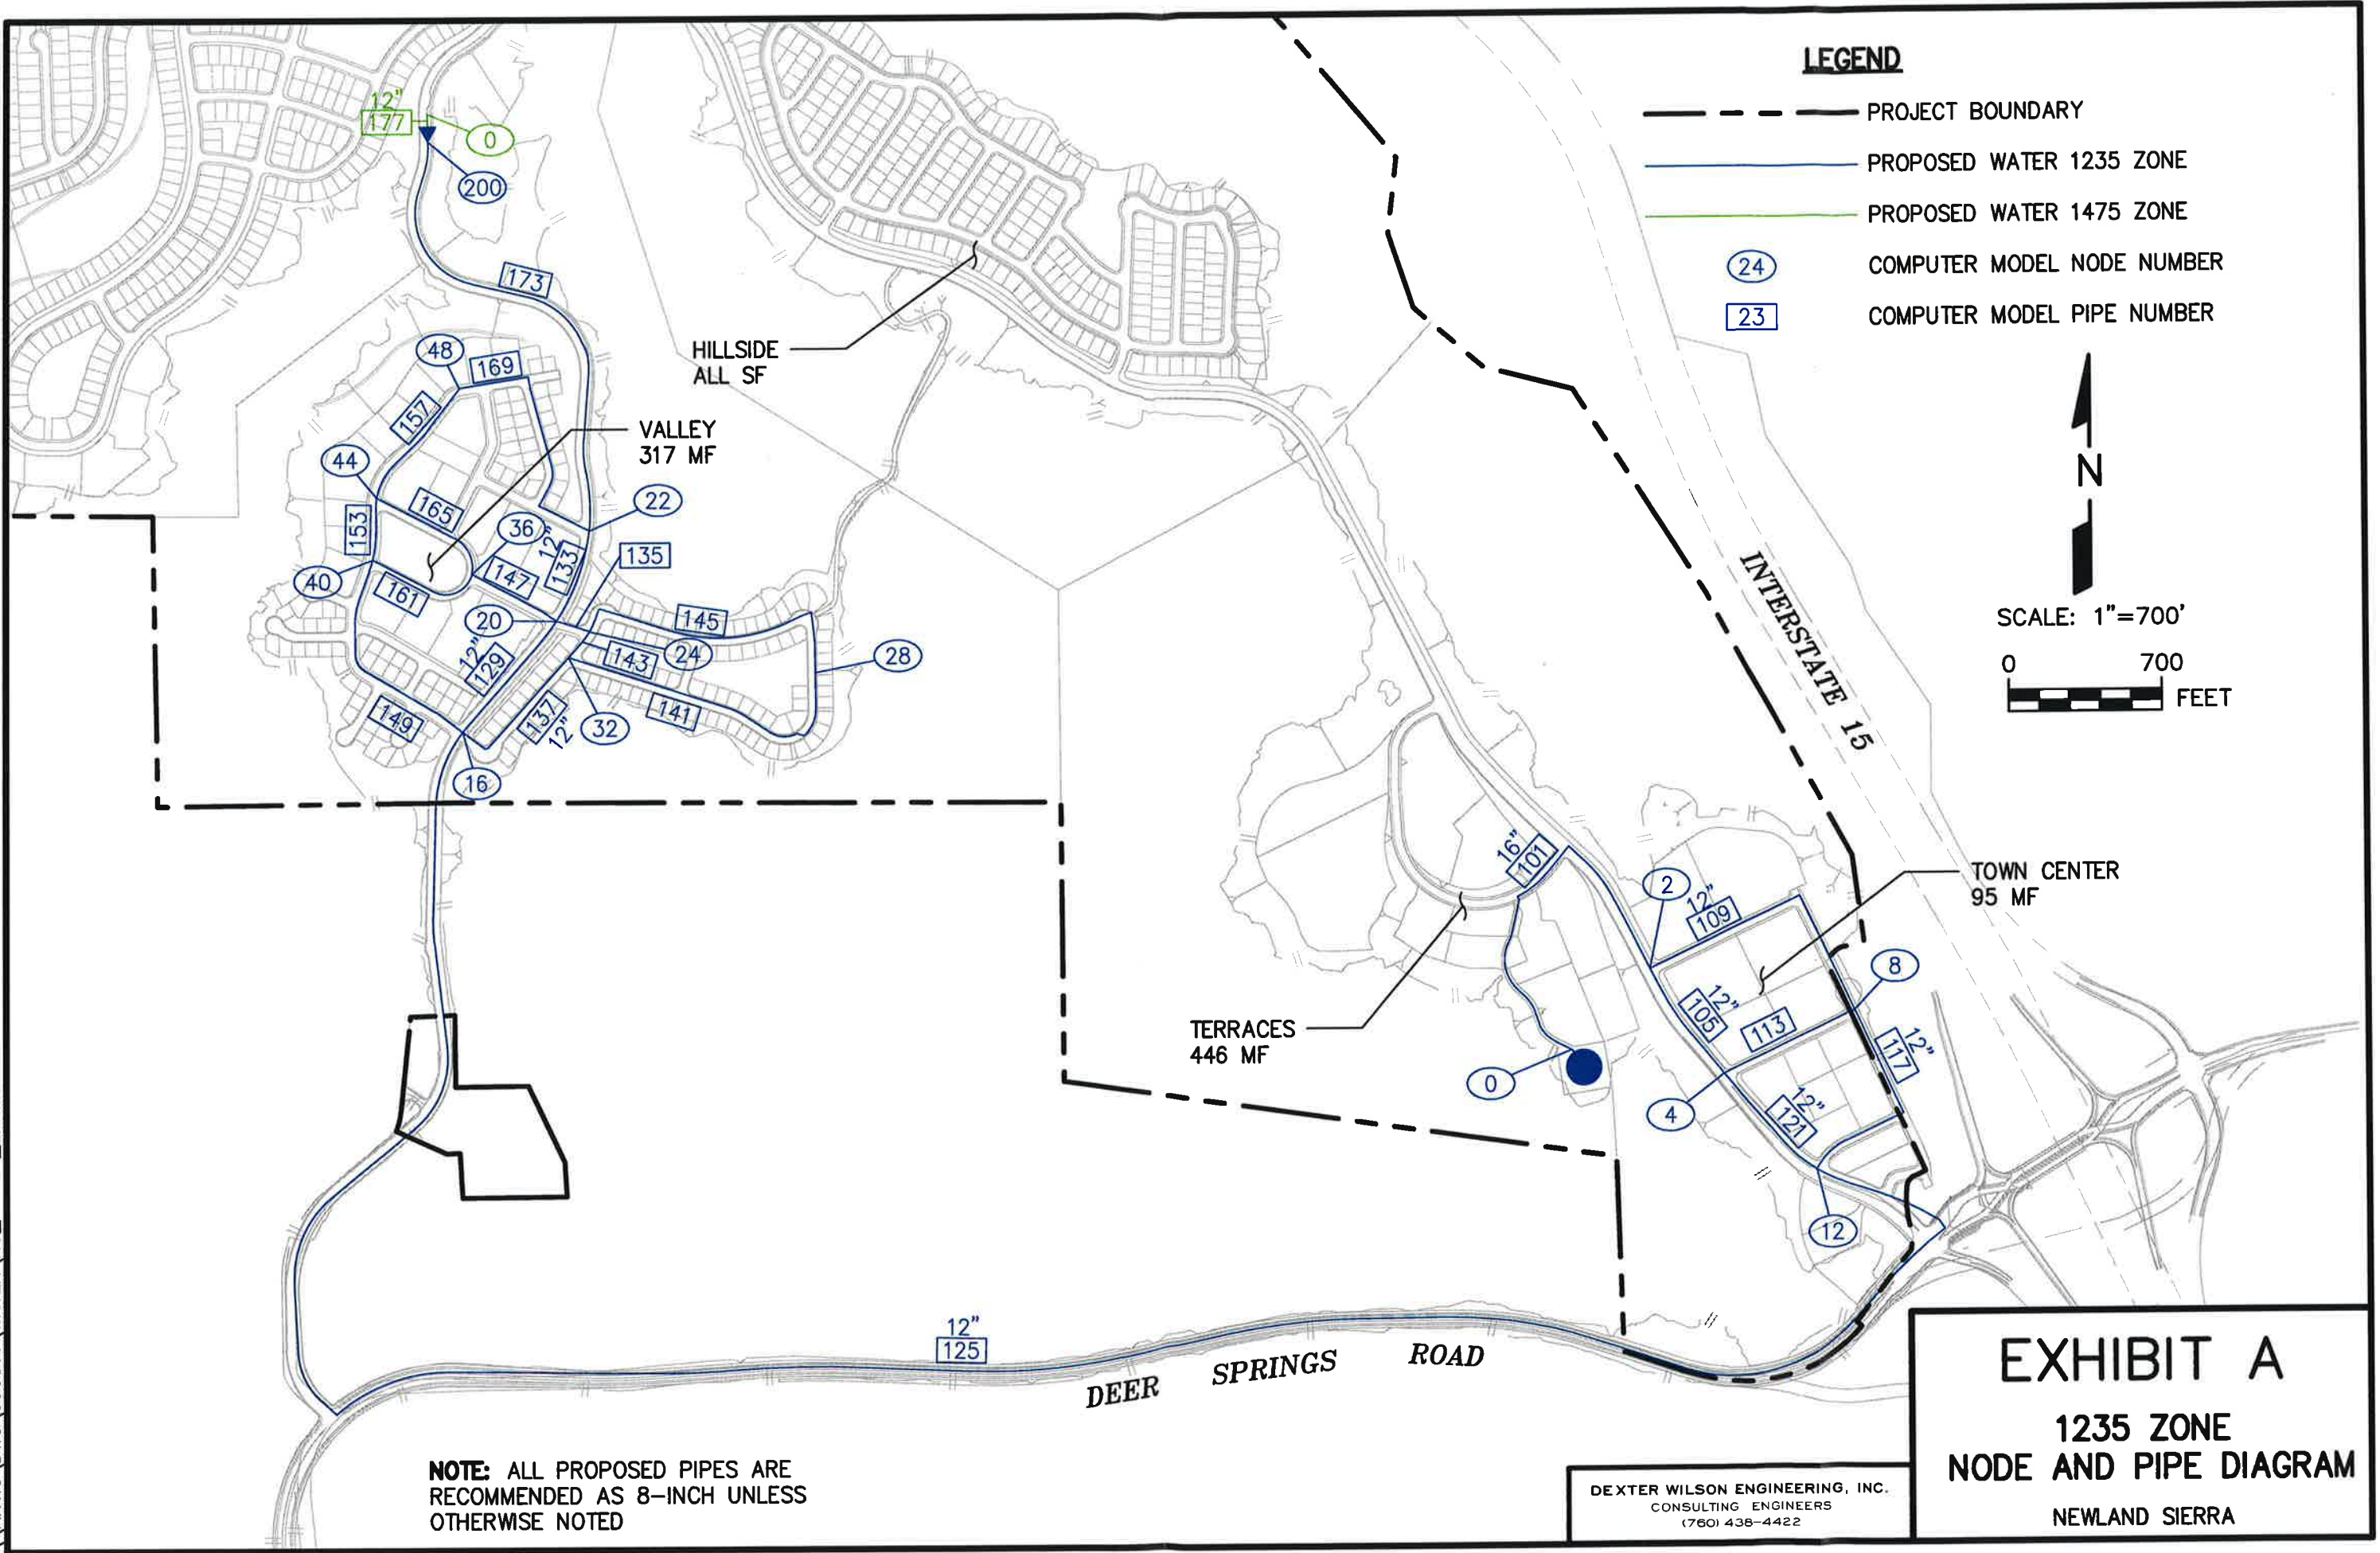 LEGEND
PROJECT BOUNDARY
PROPOSED WATER 1235 ZONE
PROPOSED WATER 1475 ZONE
24 COMPUTER MODEL NODE NUMBER
23 COMPUTER MODEL PIPE NUMBER
N
SCALE: 1"=700'
0 700
FEET
12"
177
0
200
173
48
169
157
HILLSIDE
ALL SF
VALLEY
317 MF
44
165
153
36
12"
133
22
135
40
161
147
20
145
24
143
28
12"
129
141
137
12"
32
149
16
INTERSTATE 15
16"
101
2
12"
109
TOWN CENTER
95 MF
8
12"
105
113
12"
117
TERRACES
446 MF
0
4
12"
121
12
12"
125
DEER SPRINGS ROAD
NOTE: ALL PROPOSED PIPES ARE
RECOMMENDED AS 8-INCH UNLESS
OTHERWISE NOTED
DEXTER WILSON ENGINEERING, INC.
CONSULTING ENGINEERS
(760) 438-4422
EXHIBIT A
1235 ZONE
NODE AND PIPE DIAGRAM
NEWLAND SIERRA